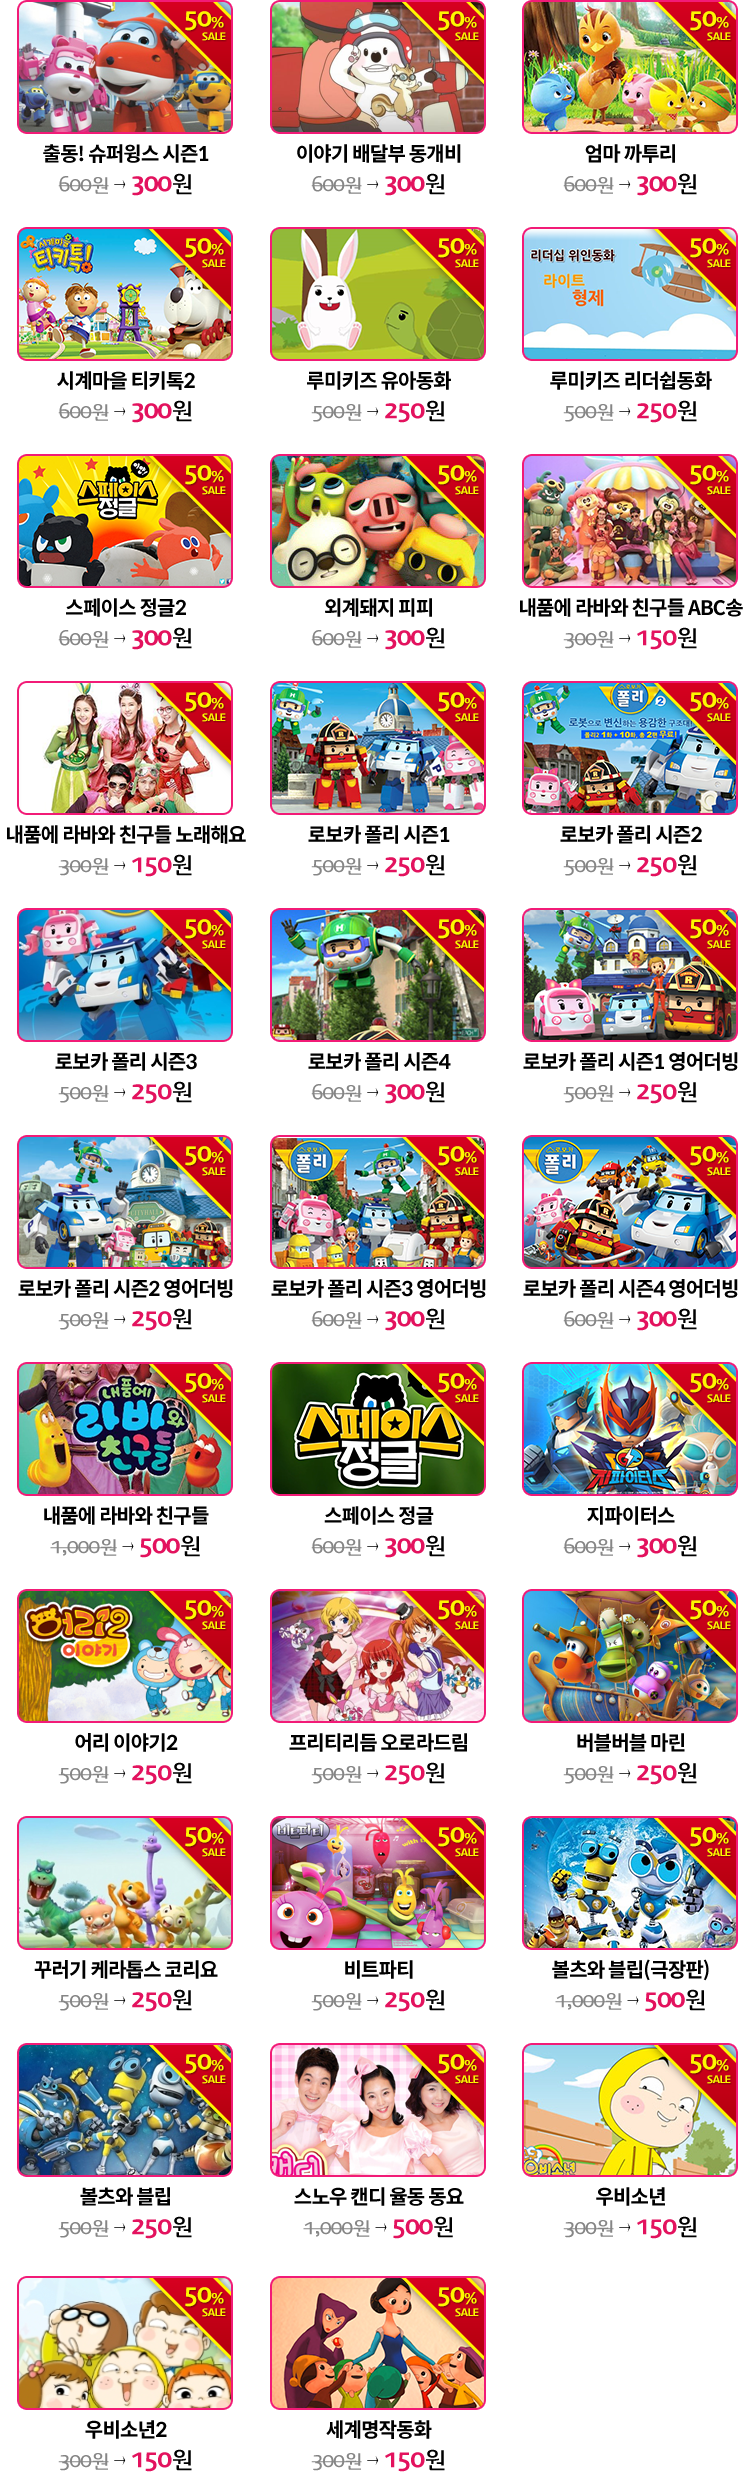 50% SALE
50% SALE
50% SALE
출동! 슈퍼윙스 시즌1
600원 → 300원
이야기 배달부 동개비
600원 → 300원
엄마 까투리
600원 → 300원
시계마을
티키톡!
50% SALE
50% SALE
리더십 위인동화
라이트
형제
50% SALE
시계마을 티키톡2
600원 → 300원
루미키즈 유아동화
500원 → 250원
루미키즈 리더쉽동화
500원 → 250원
스페이스
정글
50% SALE
50% SALE
50% SALE
스페이스 정글2
600원 → 300원
외계돼지 피피
600원 → 300원
내품에 라바와 친구들 ABC송
300원 → 150원
50% SALE
50% SALE
폴리 2
로봇으로 변신하는 용감한 구조대!
폴리2 1화 + 10화, 총 2편 무료!
50% SALE
내품에 라바와 친구들 노래해요
300원 → 150원
로보카 폴리 시즌1
500원 → 250원
로보카 폴리 시즌2
500원 → 250원
50% SALE
50% SALE
50% SALE
로보카 폴리 시즌3
500원 → 250원
로보카 폴리 시즌4
600원 → 300원
로보카 폴리 시즌1 영어더빙
500원 → 250원
50% SALE
폴리
50% SALE
폴리
50% SALE
로보카 폴리 시즌2 영어더빙
500원 → 250원
로보카 폴리 시즌3 영어더빙
600원 → 300원
로보카 폴리 시즌4 영어더빙
600원 → 300원
내품에
라바와
친구들
50% SALE
스페이스
정글
50% SALE
지파이터스
50% SALE
내품에 라바와 친구들
1,000원 → 500원
스페이스 정글
600원 → 300원
지파이터스
600원 → 300원
어리2
이야기
50% SALE
50% SALE
50% SALE
어리 이야기2
500원 → 250원
프리티리듬 오로라드림
500원 → 250원
버블버블 마린
500원 → 250원
50% SALE
비트파티
50% SALE
50% SALE
꾸러기 케라톱스 코리요
500원 → 250원
비트파티
500원 → 250원
볼츠와 블립(극장판)
1,000원 → 500원
50% SALE
50% SALE
50% SALE
우비소년
볼츠와 블립
500원 → 250원
스노우 캔디 율동 동요
1,000원 → 500원
우비소년
300원 → 150원
50% SALE
50% SALE
우비소년2
300원 → 150원
세계명작동화
300원 → 150원